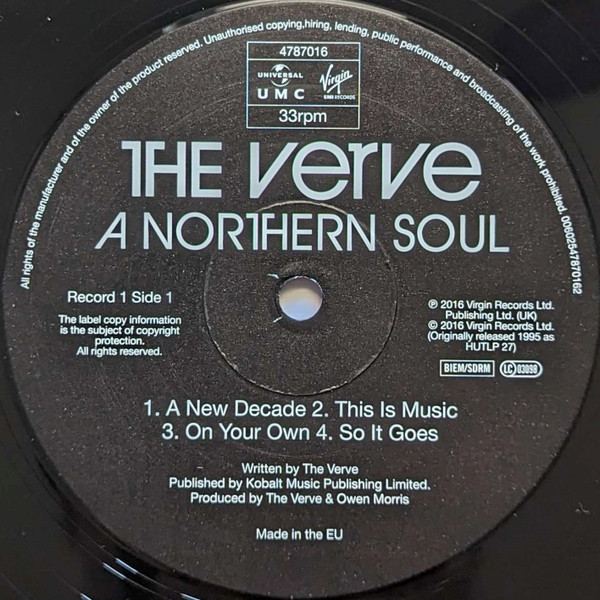 All rights of the manufacturer and of the owner of the product reserved. Unauthorised copying,hiring, lending, public performance and broadcasting of the work prohibited. 00602547870162
4787016
UNIVERSAL
UMC
Virgin
EMI RECORDS
33rpm
THE verve
A NORTHERN SOUL
Record 1 Side 1
The label copy information
is the subject of copyright
protection.
All rights reserved.
℗ 2016 Virgin Records Ltd.
Publishing Ltd. (UK)
© 2016 Virgin Records Ltd.
(Originally released 1995 as
HUTLP 27)
BIEM/SDRM LC 03098
1. A New Decade 2. This Is Music
3. On Your Own 4. So It Goes
Written by The Verve
Published by Kobalt Music Publishing Limited.
Produced by The Verve & Owen Morris
Made in the EU